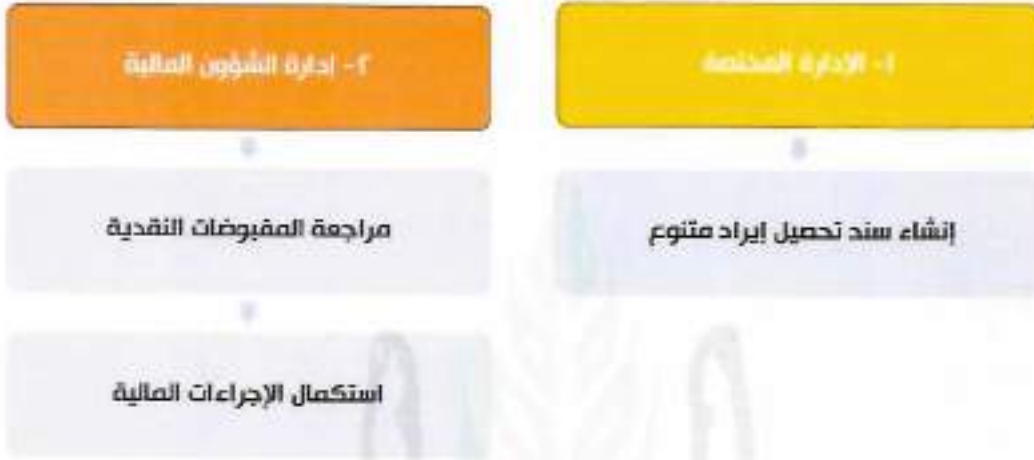 ١- الإدارة المختصة
إنشاء سند تحصيل إيراد متنوع
٢- إدارة الشؤون المالية
مراجعة المقبوضات النقدية
استكمال الإجراءات المالية